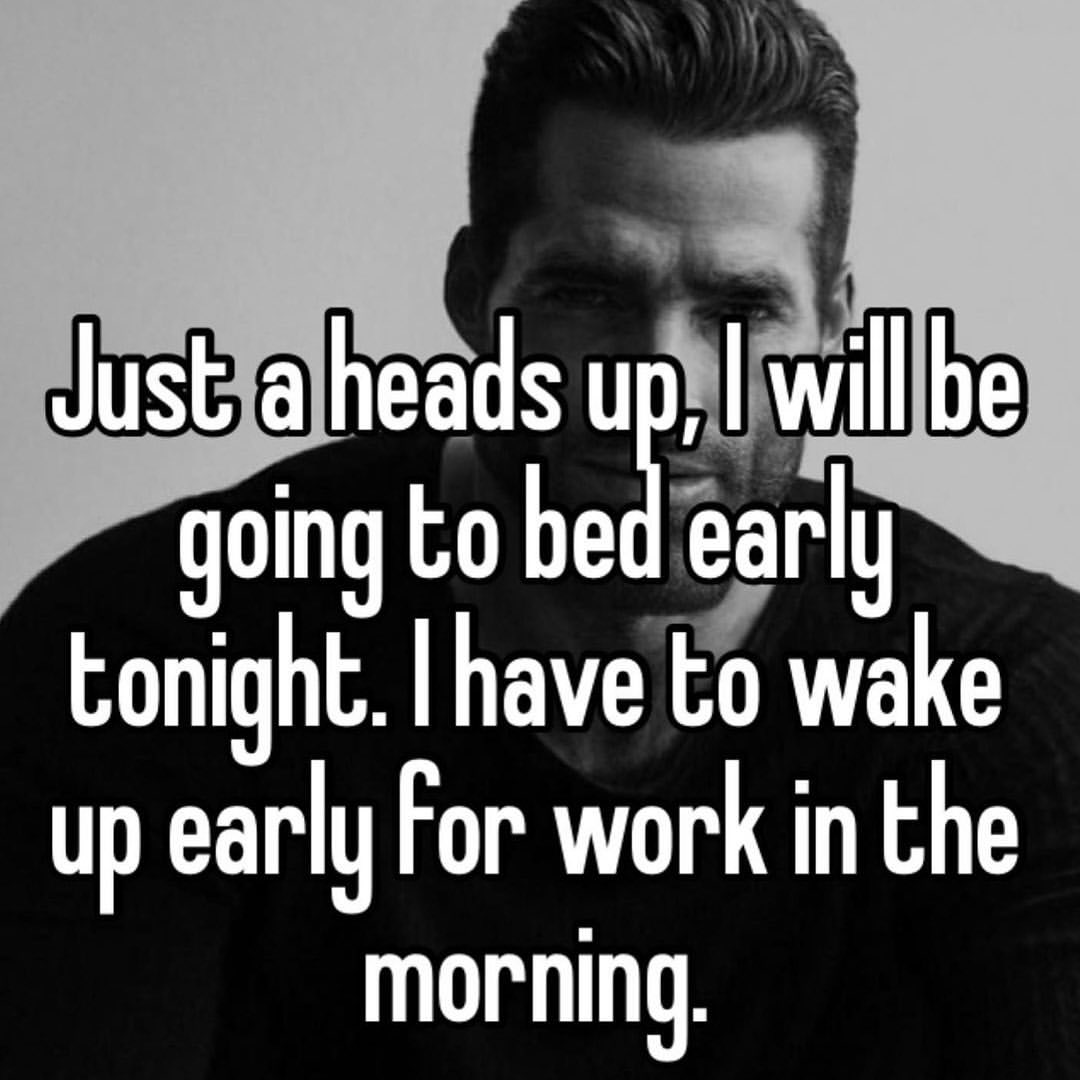 Just a heads up, I will be
going to bed early
tonight. I have to wake
up early for work in the
morning.